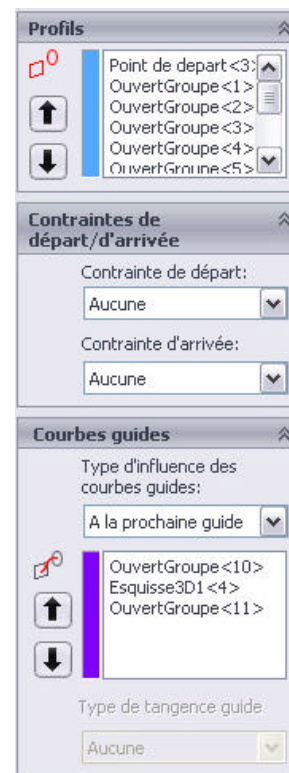 Profils
Point de depart<3>
OuvertGroupe<1>
OuvertGroupe<2>
OuvertGroupe<3>
OuvertGroupe<4>
OuvertGroupe<5>
Contraintes de
départ/d'arrivée
Contrainte de départ:
Aucune
Contrainte d'arrivée:
Aucune
Courbes guides
Type d'influence des
courbes guides:
A la prochaine guide
OuvertGroupe<10>
Esquisse3D1<4>
OuvertGroupe<11>
Type de tangence guide
Aucune